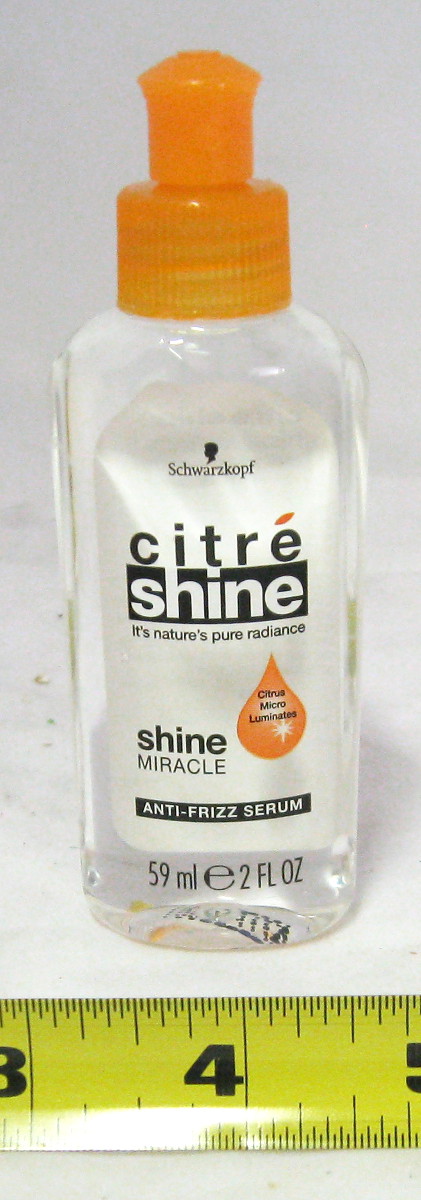 Schwarzkopf
citré
shine
It's nature's pure radiance
Citrus
Micro
Luminates
shine
MIRACLE
ANTI-FRIZZ SERUM
59 ml ℮ 2 FL OZ
3 4 5